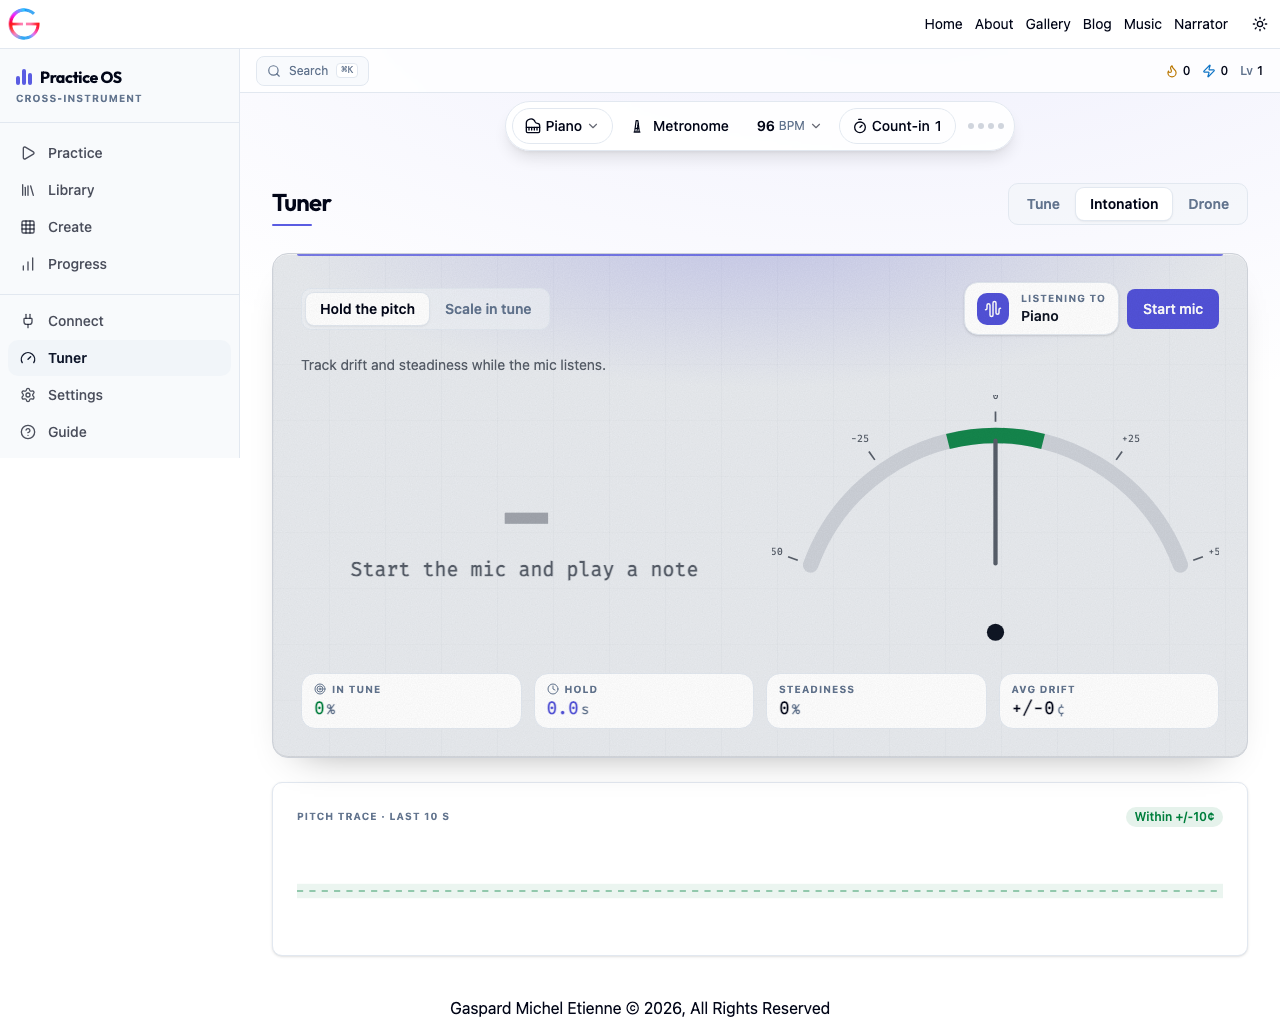 Home About Gallery Blog Music Narrator
Practice OS
CROSS-INSTRUMENT
Search ⌘K
0 0 Lv 1
Piano Metronome 96 BPM Count-in 1
Practice
Library
Create
Progress
Connect
Tuner
Settings
Guide
Tuner
Tune Intonation Drone
Hold the pitch Scale in tune
LISTENING TO
Piano
Start mic
Track drift and steadiness while the mic listens.
0
-25 +25
50 +5
Start the mic and play a note
IN TUNE
0%
HOLD
0.0s
STEADINESS
0%
AVG DRIFT
+/-0¢
PITCH TRACE · LAST 10 S
Within +/-10¢
Gaspard Michel Etienne © 2026, All Rights Reserved